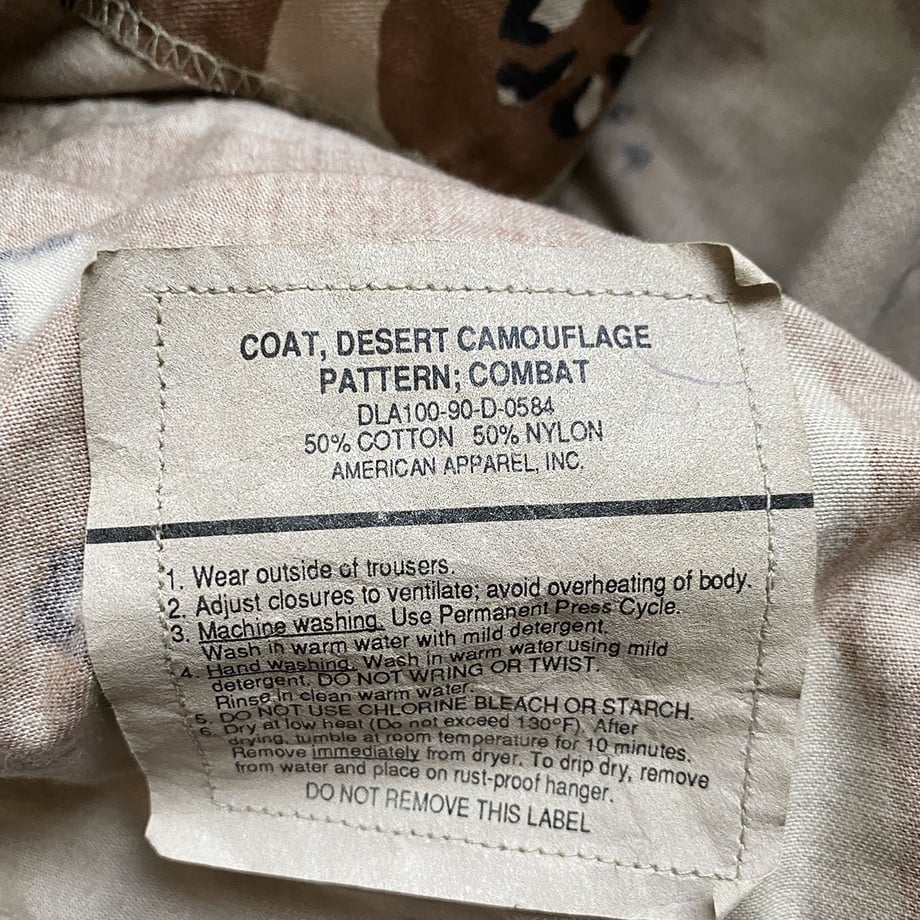 COAT, DESERT CAMOUFLAGE
PATTERN; COMBAT
DLA100-90-D-0584
50% COTTON 50% NYLON
AMERICAN APPAREL, INC.
1. Wear outside of trousers.
2. Adjust closures to ventilate; avoid overheating of body.
3. Machine washing. Use Permanent Press Cycle.
Wash in warm water with mild detergent.
4. Hand washing. Wash in warm water using mild
detergent. DO NOT WRING OR TWIST.
Rinse in clean warm water.
5. DO NOT USE CHLORINE BLEACH OR STARCH.
6. Dry at low heat (Do not exceed 130°F). After
drying, tumble at room temperature for 10 minutes.
Remove immediately from dryer. To drip dry, remove
from water and place on rust-proof hanger.
DO NOT REMOVE THIS LABEL